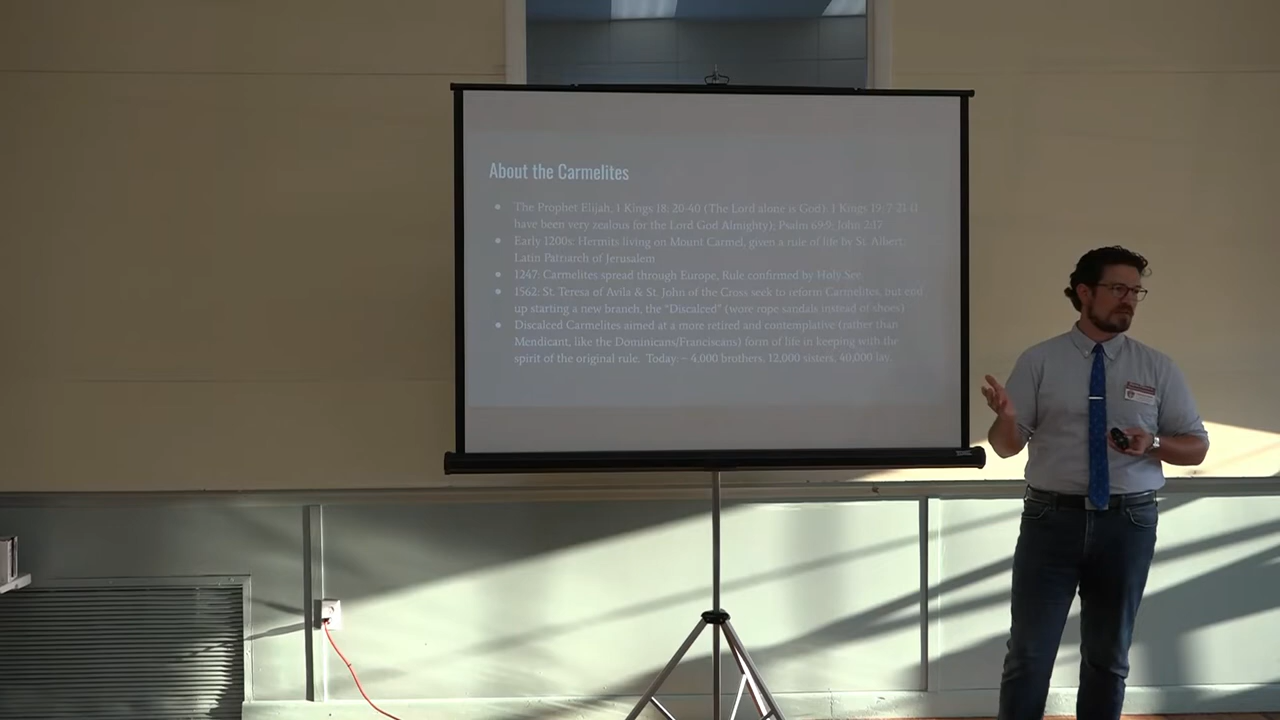 About the Carmelites
The Prophet Elijah, 1 Kings 18: 20-40 (The Lord alone is God); 1 Kings 19: 7-21 (I
have been very zealous for the Lord God Almighty); Psalm 69:9; John 2:17
Early 1200s: Hermits living on Mount Carmel, given a rule of life by St. Albert,
Latin Patriarch of Jerusalem
1247: Carmelites spread through Europe, Rule confirmed by Holy See
1562: St. Teresa of Avila & St. John of the Cross seek to reform Carmelites, but end
up starting a new branch, the “Discalced” (wore rope sandals instead of shoes)
Discalced Carmelites aimed at a more retired and contemplative (rather than
Mendicant, like the Dominicans/Franciscans) form of life in keeping with the
spirit of the original rule. Today ~ 4,000 brothers, 12,000 sisters, 40,000 lay.